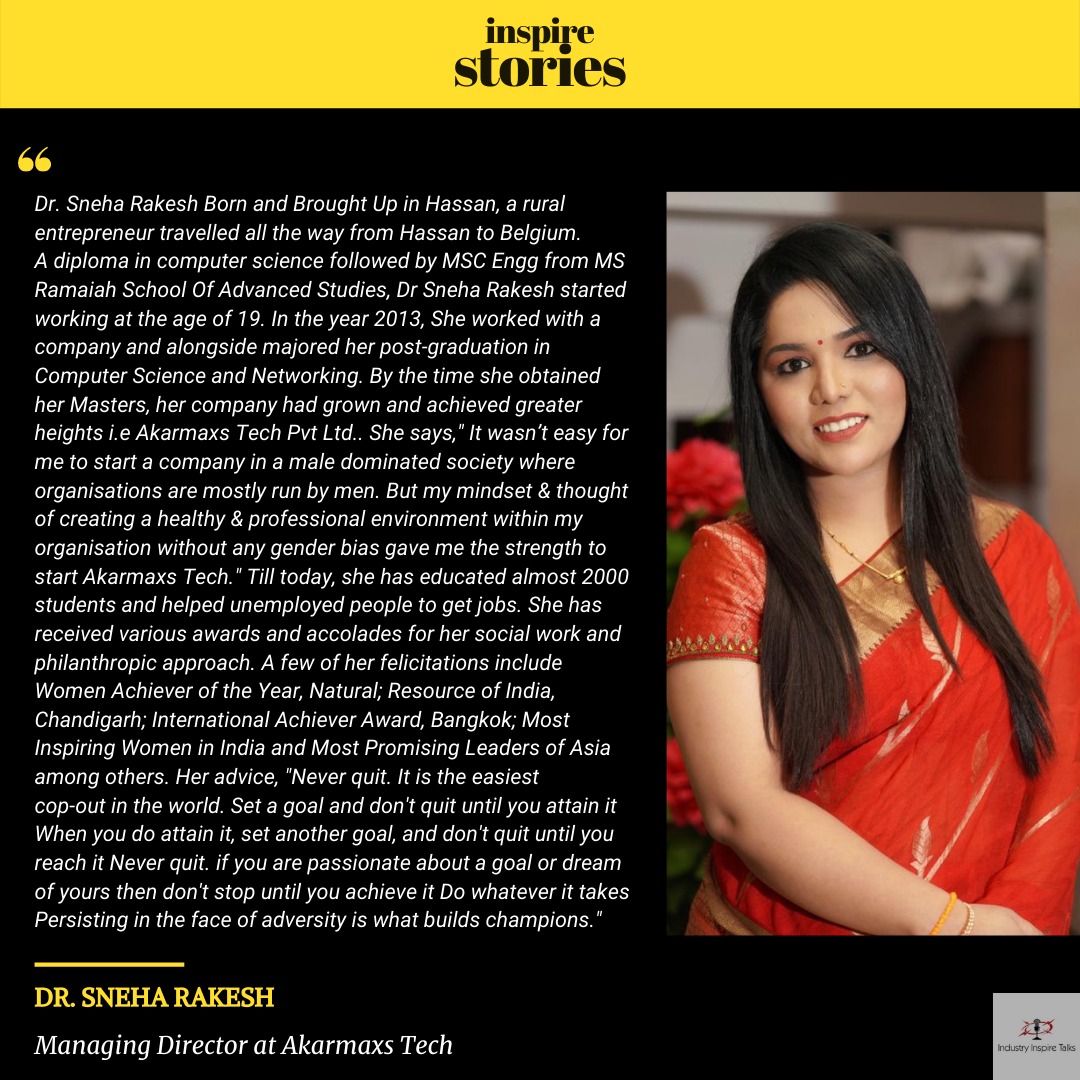 inspire
stories
“
Dr. Sneha Rakesh Born and Brought Up in Hassan, a rural
entrepreneur travelled all the way from Hassan to Belgium.
A diploma in computer science followed by MSC Engg from MS
Ramaiah School Of Advanced Studies, Dr Sneha Rakesh started
working at the age of 19. In the year 2013, She worked with a
company and alongside majored her post-graduation in
Computer Science and Networking. By the time she obtained
her Masters, her company had grown and achieved greater
heights i.e Akarmaxs Tech Pvt Ltd.. She says," It wasn’t easy for
me to start a company in a male dominated society where
organisations are mostly run by men. But my mindset & thought
of creating a healthy & professional environment within my
organisation without any gender bias gave me the strength to
start Akarmaxs Tech." Till today, she has educated almost 2000
students and helped unemployed people to get jobs. She has
received various awards and accolades for her social work and
philanthropic approach. A few of her felicitations include
Women Achiever of the Year, Natural; Resource of India,
Chandigarh; International Achiever Award, Bangkok; Most
Inspiring Women in India and Most Promising Leaders of Asia
among others. Her advice, "Never quit. It is the easiest
cop-out in the world. Set a goal and don't quit until you attain it
When you do attain it, set another goal, and don't quit until you
reach it Never quit. if you are passionate about a goal or dream
of yours then don't stop until you achieve it Do whatever it takes
Persisting in the face of adversity is what builds champions."
DR. SNEHA RAKESH
Managing Director at Akarmaxs Tech
Industry Inspire Talks